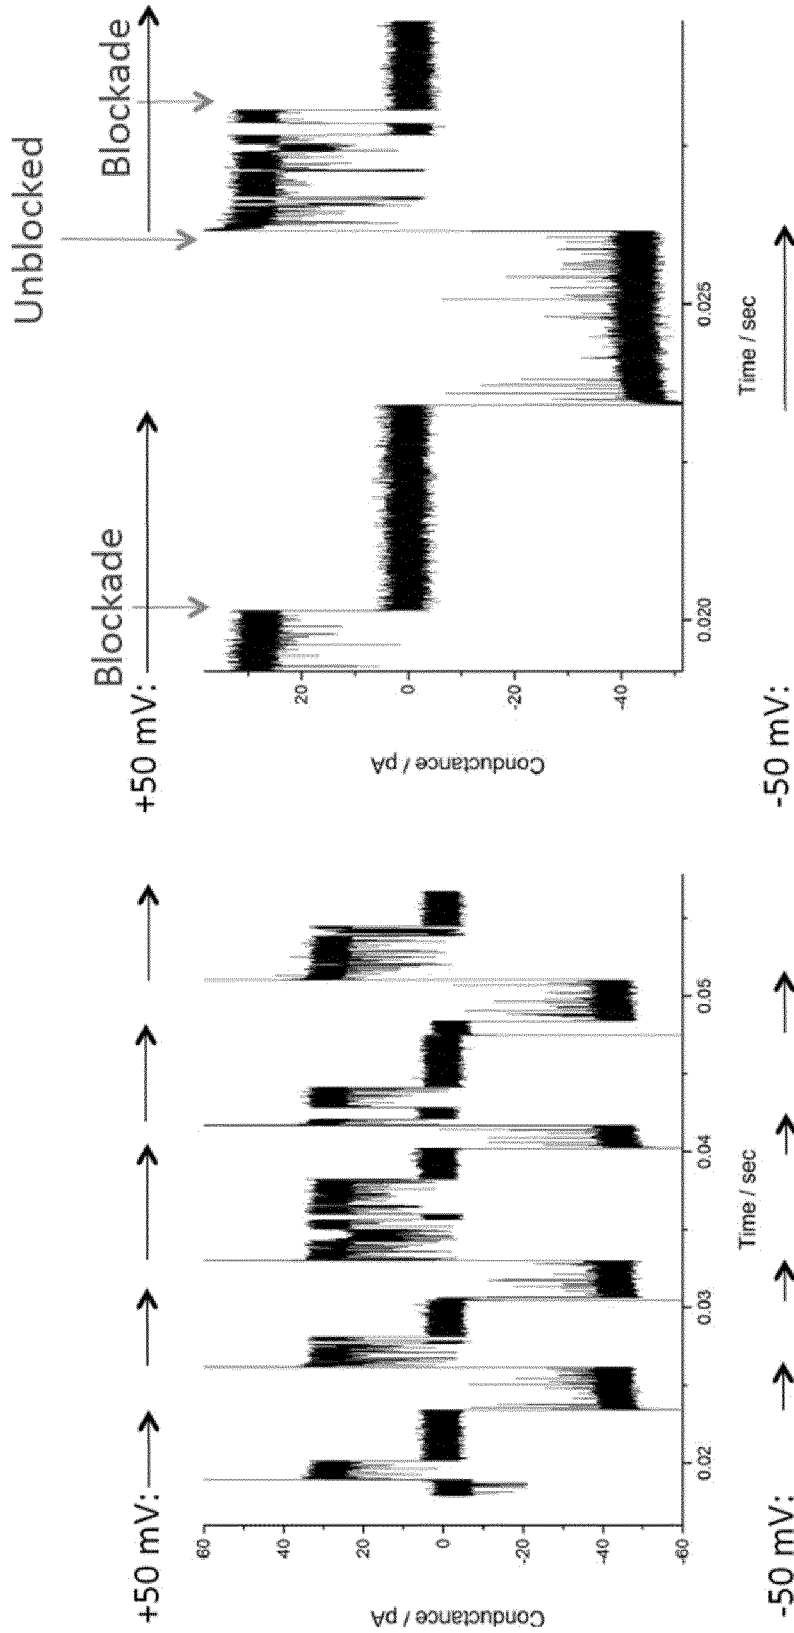 +50 mV:
Conductance / pA
60
40
20
0
-20
-40
-60
0.02
0.03
0.04
0.05
Time / sec
-50 mV:
Unblocked
Blockade
Blockade
+50 mV:
Conductance / pA
20
0
-20
-40
0.020
0.025
Time / sec
-50 mV: